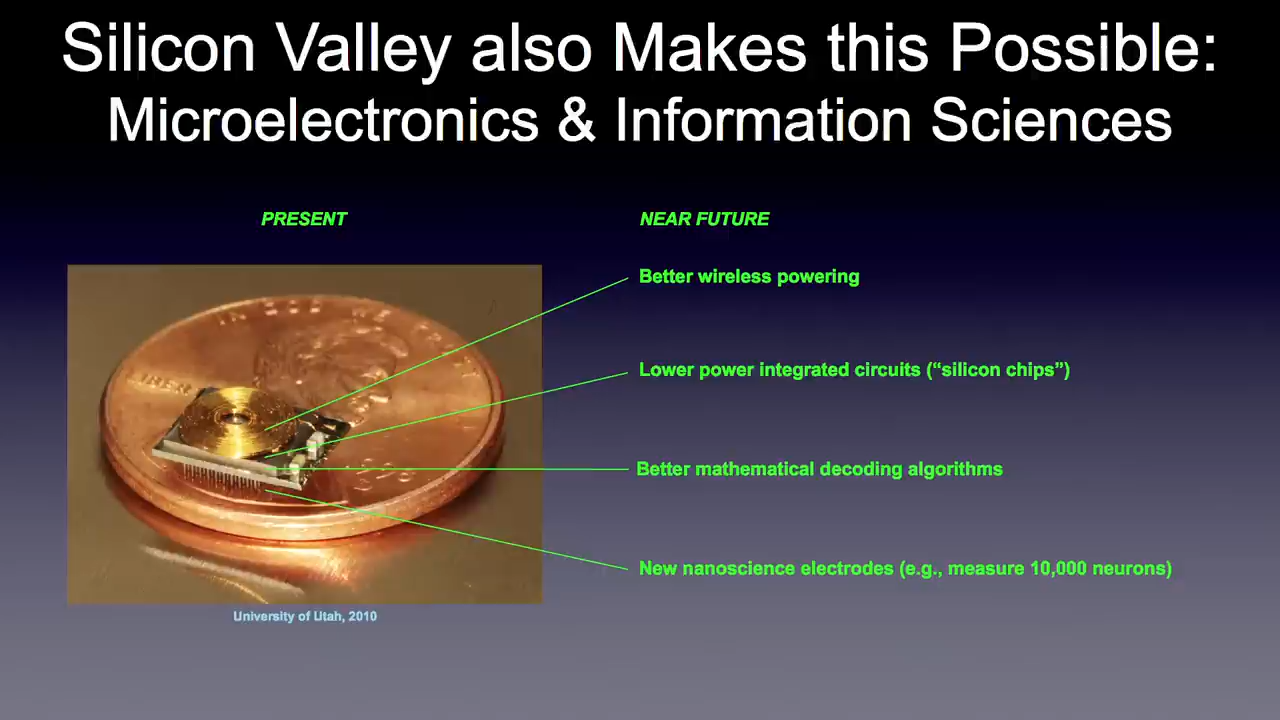 Silicon Valley also Makes this Possible:
Microelectronics & Information Sciences
PRESENT
NEAR FUTURE
Better wireless powering
Lower power integrated circuits (“silicon chips”)
Better mathematical decoding algorithms
New nanoscience electrodes (e.g., measure 10,000 neurons)
University of Utah, 2010